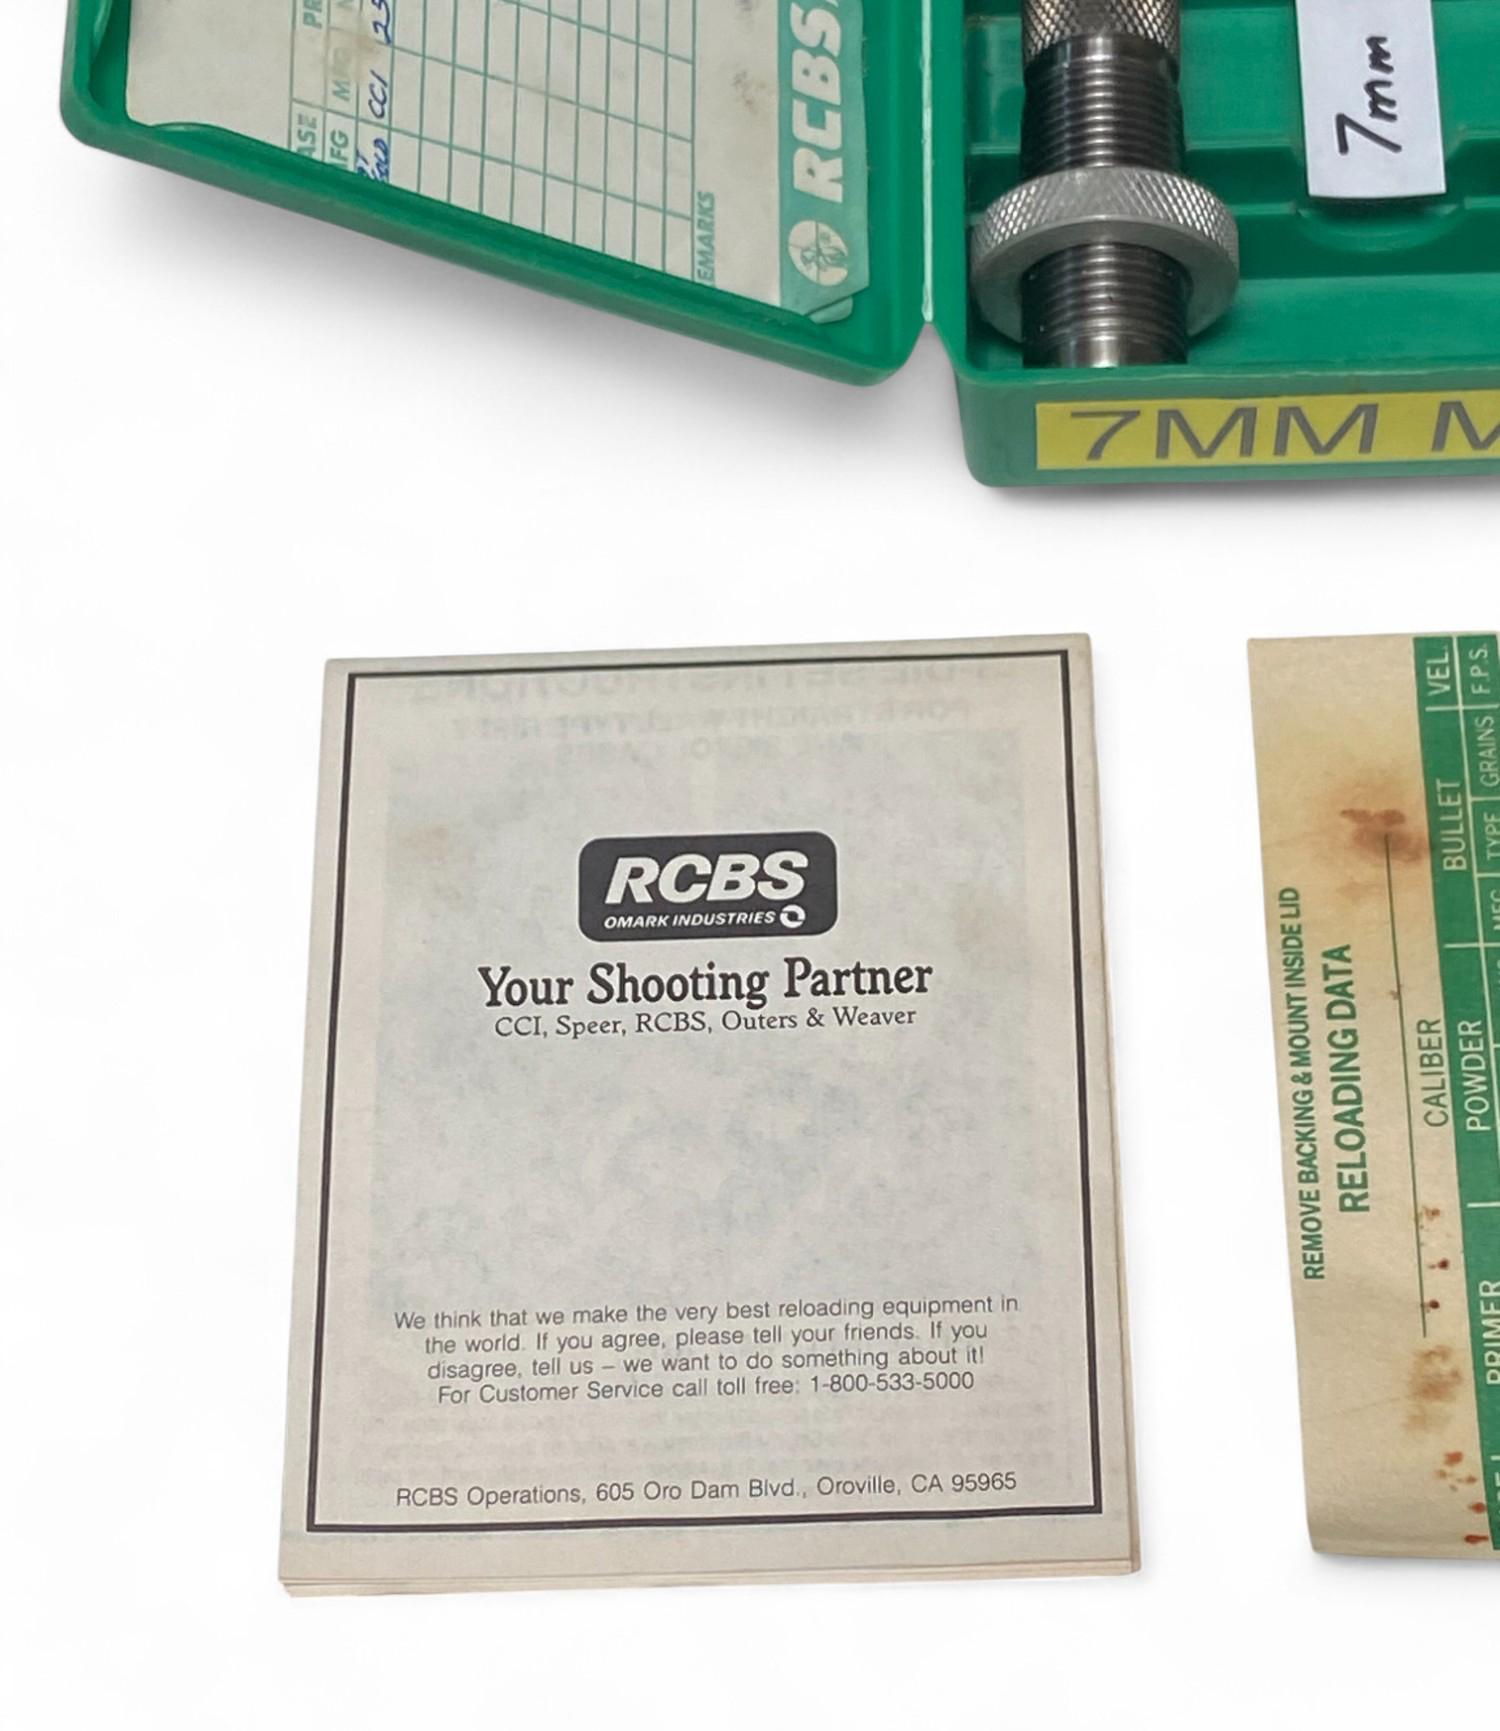 RCBS
EMARKS
ASE
PR
FG
CCI
7mm
7MM M
RCBS
OMARK INDUSTRIES
Your Shooting Partner
CCI, Speer, RCBS, Outers & Weaver
We think that we make the very best reloading equipment in
the world. If you agree, please tell your friends. If you
disagree, tell us – we want to do something about it!
For Customer Service call toll free: 1-800-533-5000
RCBS Operations, 605 Oro Dam Blvd., Oroville, CA 95965
REMOVE BACKING & MOUNT INSIDE LID
RELOADING DATA
CALIBER
PRIMER
POWDER
BULLET
VEL.
TYPE
GRAINS
F.P.S.